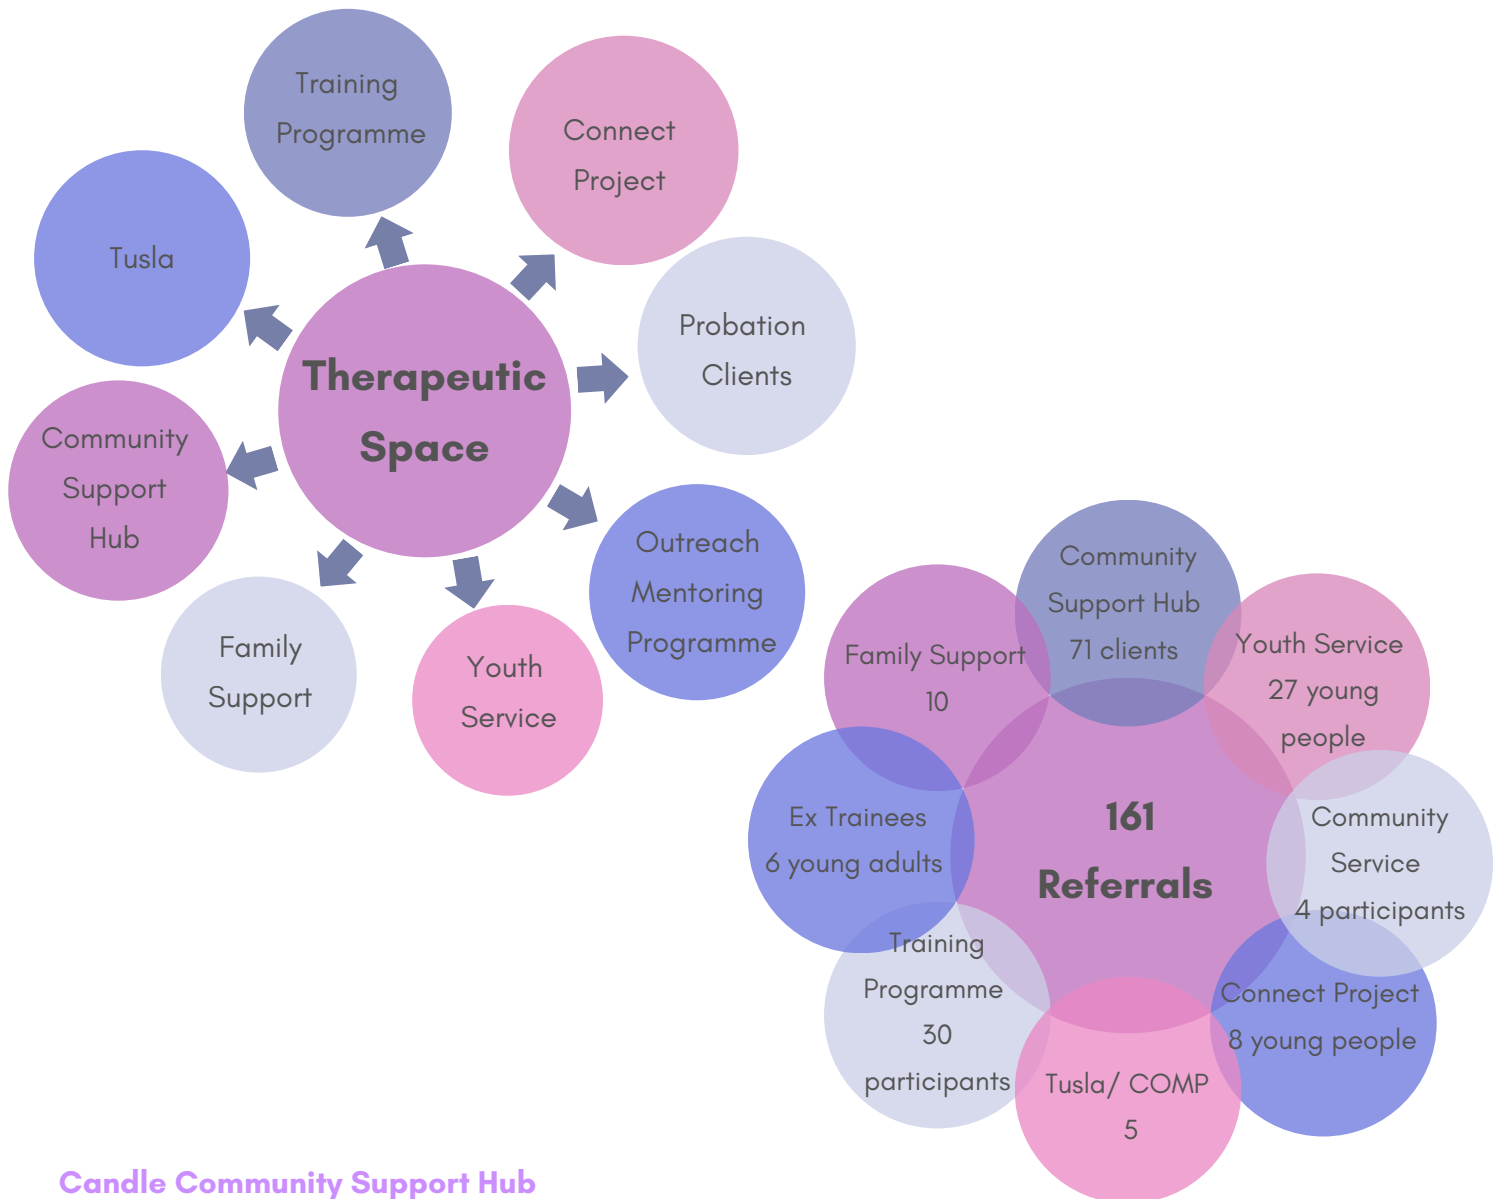 Training
Programme
Connect
Project
Tusla
Probation
Clients
Therapeutic
Space
Community
Support
Hub
Outreach
Mentoring
Programme
Family
Support
Youth
Service
Community
Support Hub
71 clients
Family Support
10
Youth Service
27 young
people
161
Referrals
Ex Trainees
6 young adults
Community
Service
4 participants
Training
Programme
30
participants
Connect Project
8 young people
Tusla/ COMP
5
Candle Community Support Hub